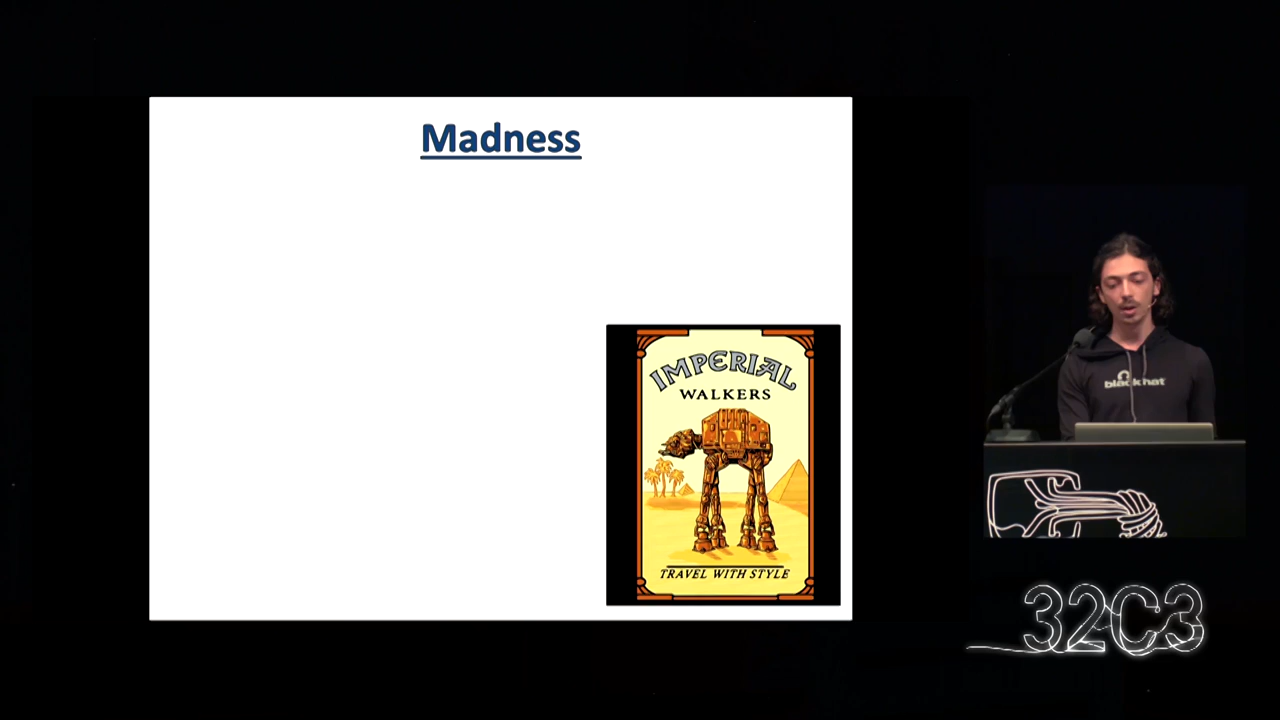 Madness
IMPERIAL
WALKERS
TRAVEL WITH STYLE
black hat
32C3